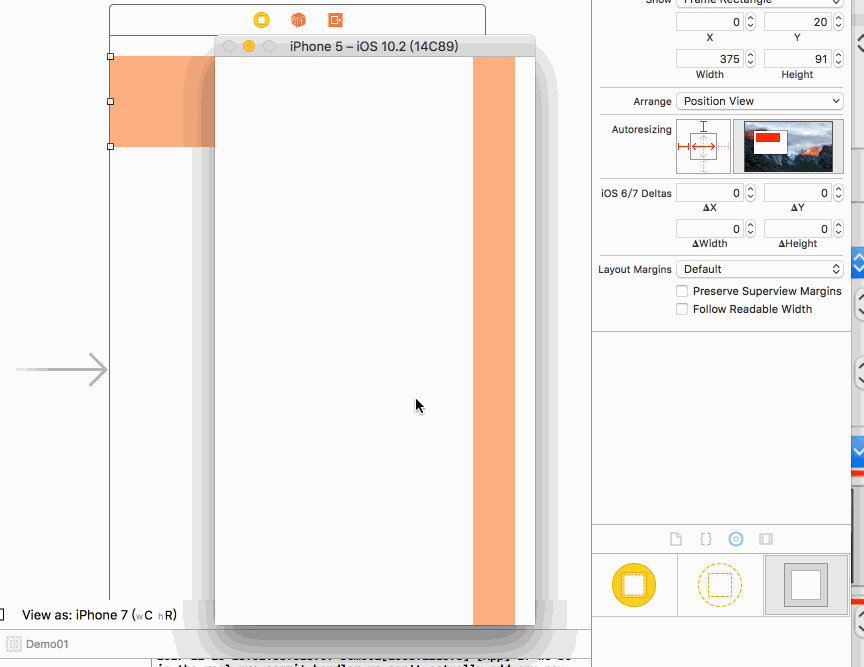 Show Frame Rectangle
iPhone 5 – iOS 10.2 (14C89)
0 20
X Y
375 91
Width Height
Arrange Position View
Autoresizing
iOS 6/7 Deltas 0 0
ΔX ΔY
0 0
ΔWidth ΔHeight
Layout Margins Default
Preserve Superview Margins
Follow Readable Width
View as: iPhone 7 (wC hR)
Demo01